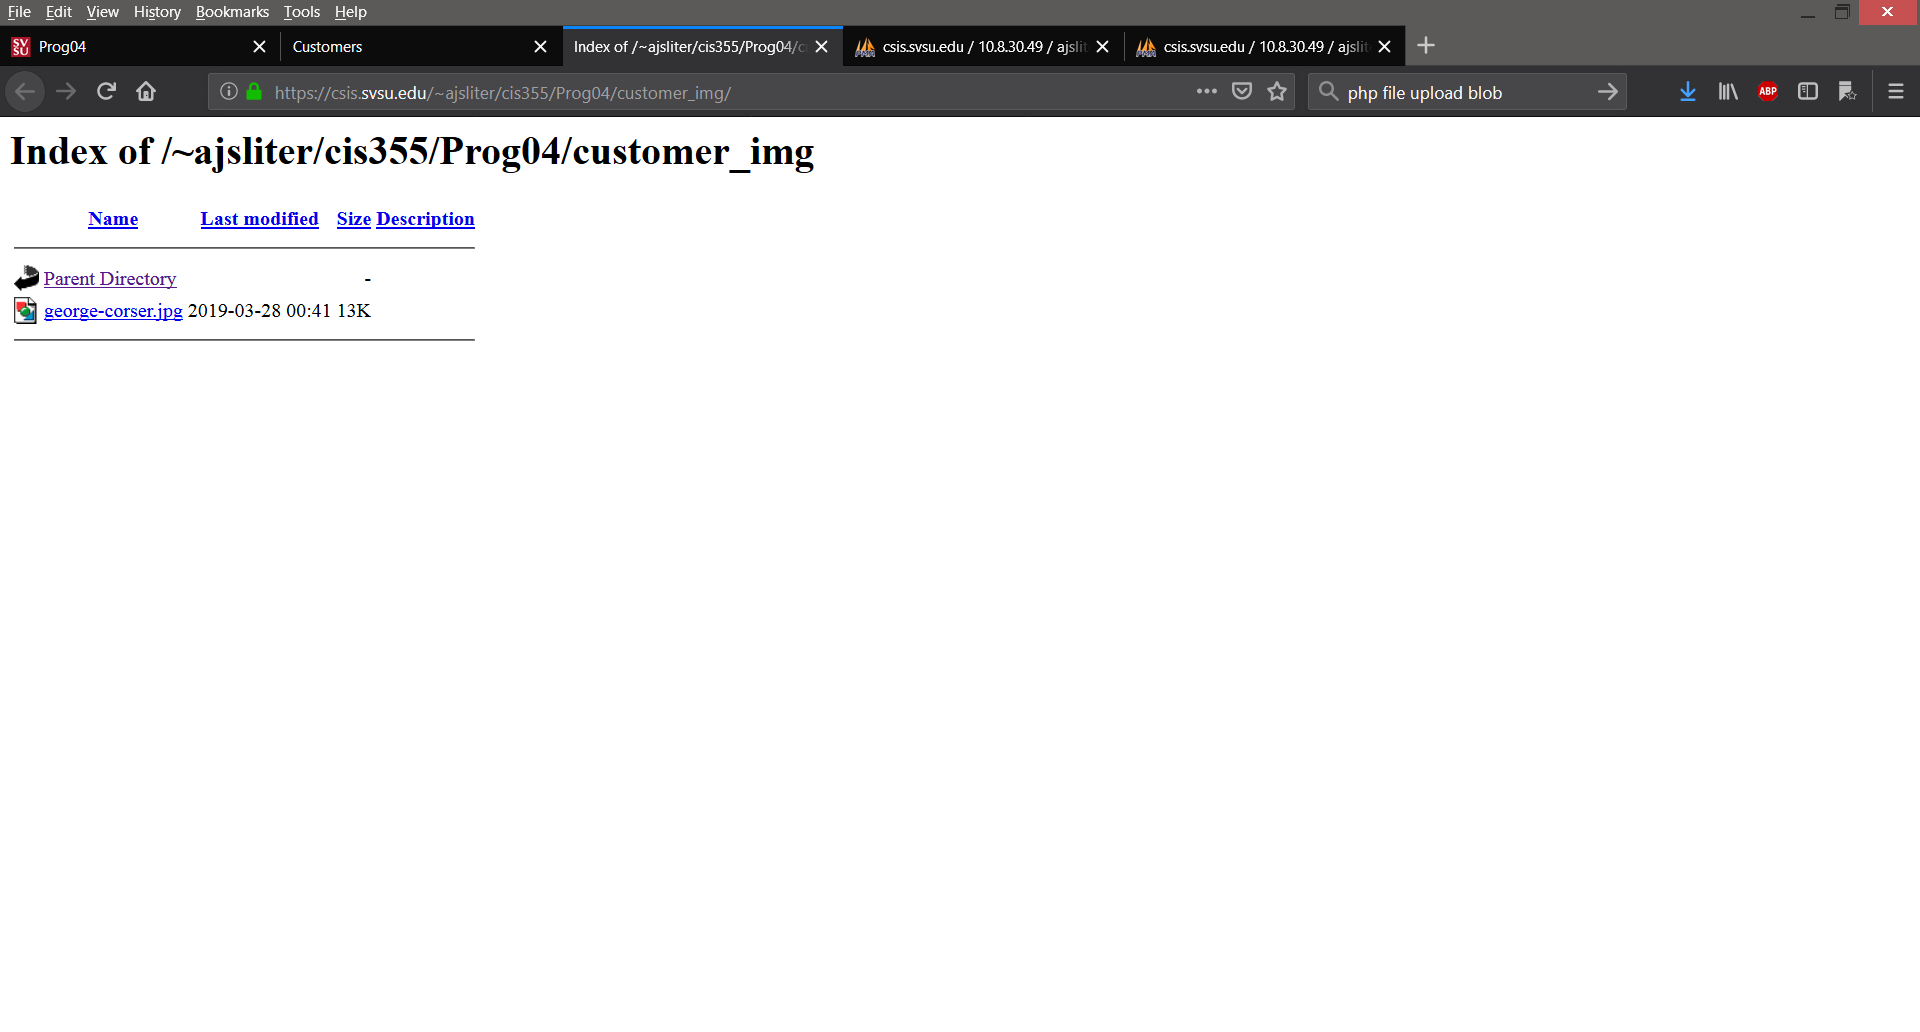 File Edit View History Bookmarks Tools Help
SVSU Prog04 Customers Index of /~ajsliter/cis355/Prog04/c csis.svsu.edu / 10.8.30.49 / ajslit csis.svsu.edu / 10.8.30.49 / ajslit
https://csis.svsu.edu/~ajsliter/cis355/Prog04/customer_img/ php file upload blob ABP
Index of /~ajsliter/cis355/Prog04/customer_img
Name Last modified Size Description
Parent Directory -
george-corser.jpg 2019-03-28 00:41 13K